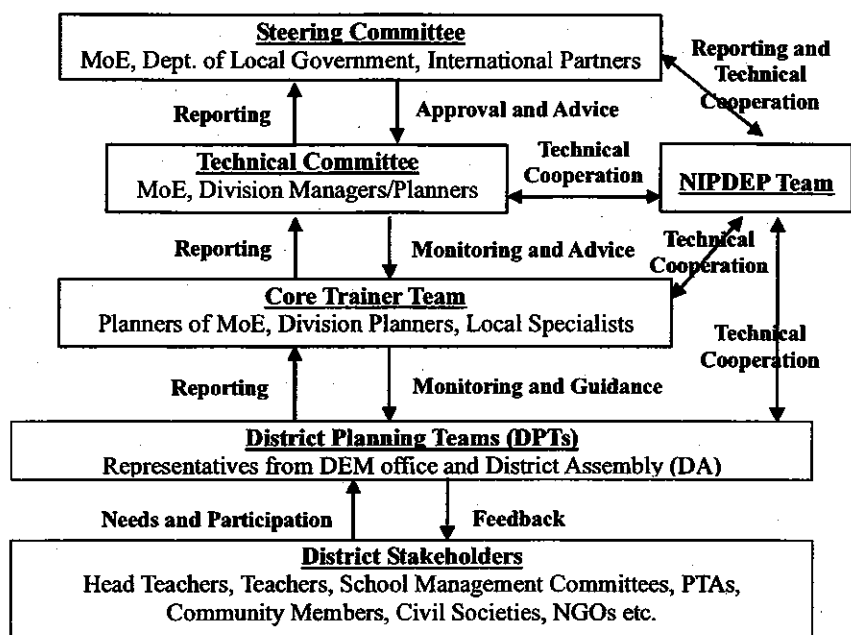 Steering Committee
MoE, Dept. of Local Government, International Partners
Reporting and
Technical
Cooperation
Reporting
Approval and Advice
Technical Committee
MoE, Division Managers/Planners
Technical
Cooperation
NIPDEP Team
Reporting
Monitoring and Advice
Technical
Cooperation
Core Trainer Team
Planners of MoE, Division Planners, Local Specialists
Technical
Cooperation
Reporting
Monitoring and Guidance
District Planning Teams (DPTs)
Representatives from DEM office and District Assembly (DA)
Needs and Participation
Feedback
District Stakeholders
Head Teachers, Teachers, School Management Committees, PTAs,
Community Members, Civil Societies, NGOs etc.